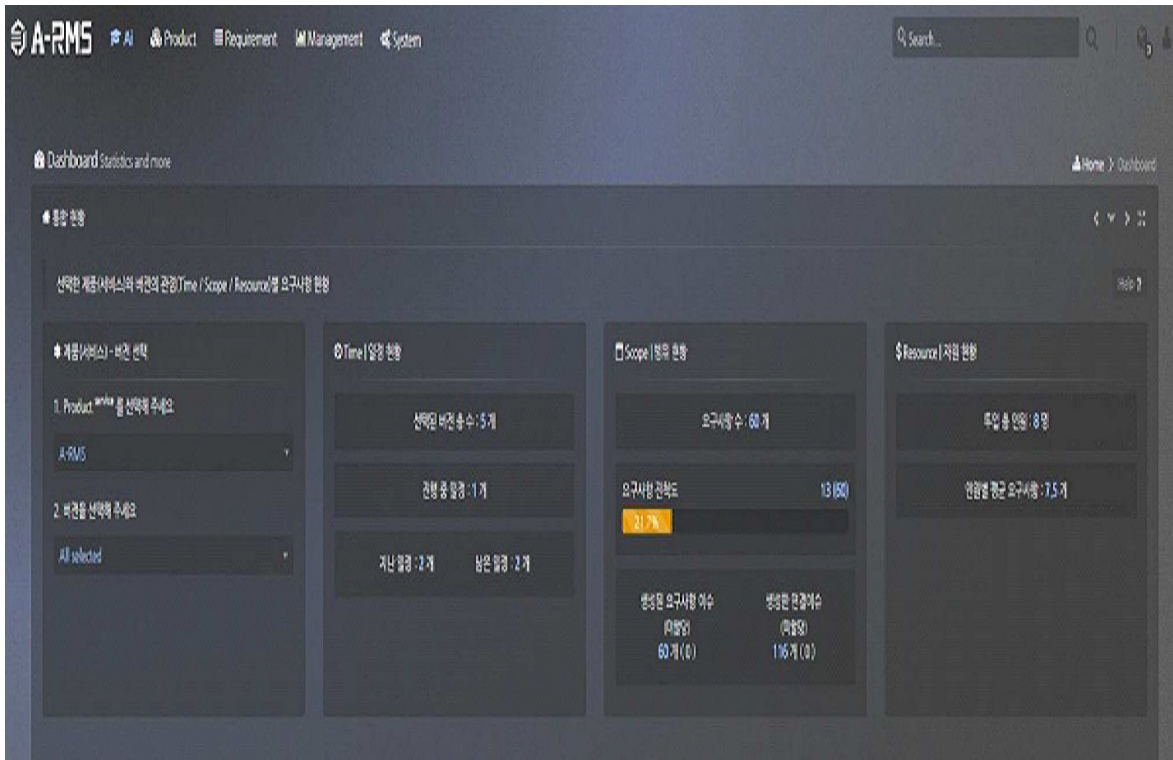 A-RMS AI Product Requirement Management System Search...
Dashboard Statistics and more Home > Dashboard
통합 현황
선택한 제품(서비스)와 버전의 관점(Time / Scope / Resource)별 요구사항 현황 Help ?
제품(서비스) - 버전 선택
1. Product service 를 선택해 주세요
A-RMS
2. 버전을 선택해 주세요
All selected
Time | 일정 현황
선택된 버전 총 수 : 5 개
진행 중 일정 : 1 개
지난 일정 : 2 개 남은 일정 : 2 개
Scope | 범위 현황
요구사항 수 : 60 개
요구사항 진척도 13 (60)
21.7%
생성된 요구사항 이슈 생성한 연결이슈
(미할당) (미할당)
60 개 ( 0 ) 116 개 ( 0 )
Resource | 자원 현황
투입 총 인원 : 8 명
인원별 평균 요구사항 : 7.5 개